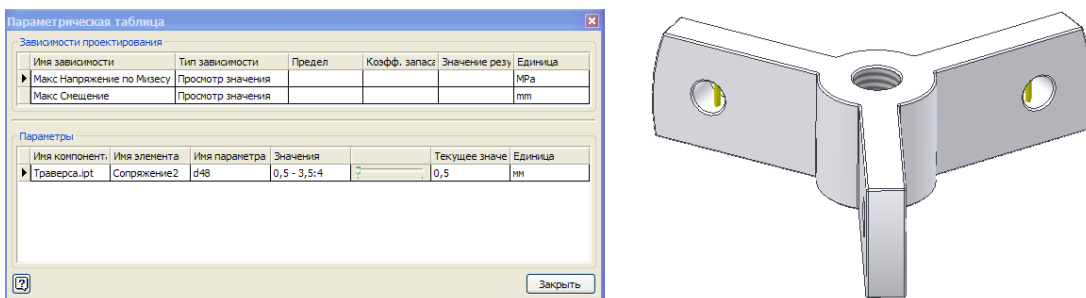 Параметрическая таблица
Зависимости проектирования
Имя зависимости Тип зависимости Предел Коэфф. запаса Значение резу Единица
Макс Напряжение по Мизесу Просмотр значения MPa
Макс Смещение Просмотр значения mm
Параметры
Имя компонент Имя элемента Имя параметра Значения Текущее значе Единица
Траверса.ipt Сопряжение2 d48 0,5 - 3,5:4 0,5 мм
Закрыть